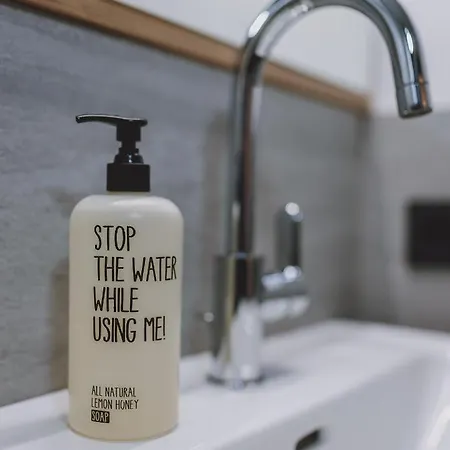 STOP
THE WATER
WHILE
USING ME!
ALL NATURAL
LEMON HONEY
SOAP